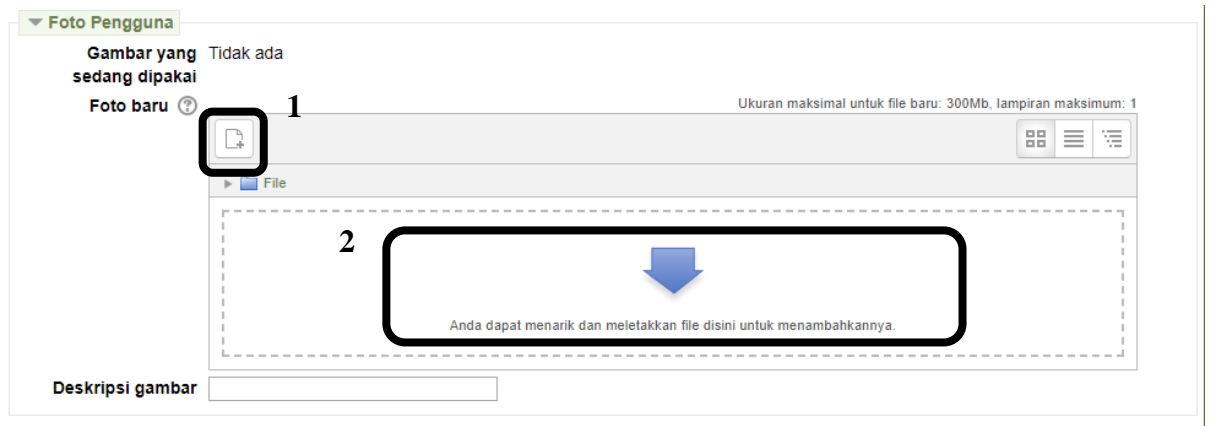 Foto Pengguna
Gambar yang sedang dipakai
Tidak ada
Foto baru
1
Ukuran maksimal untuk file baru: 300Mb, lampiran maksimum: 1
File
2
Anda dapat menarik dan meletakkan file disini untuk menambahkannya.
Deskripsi gambar